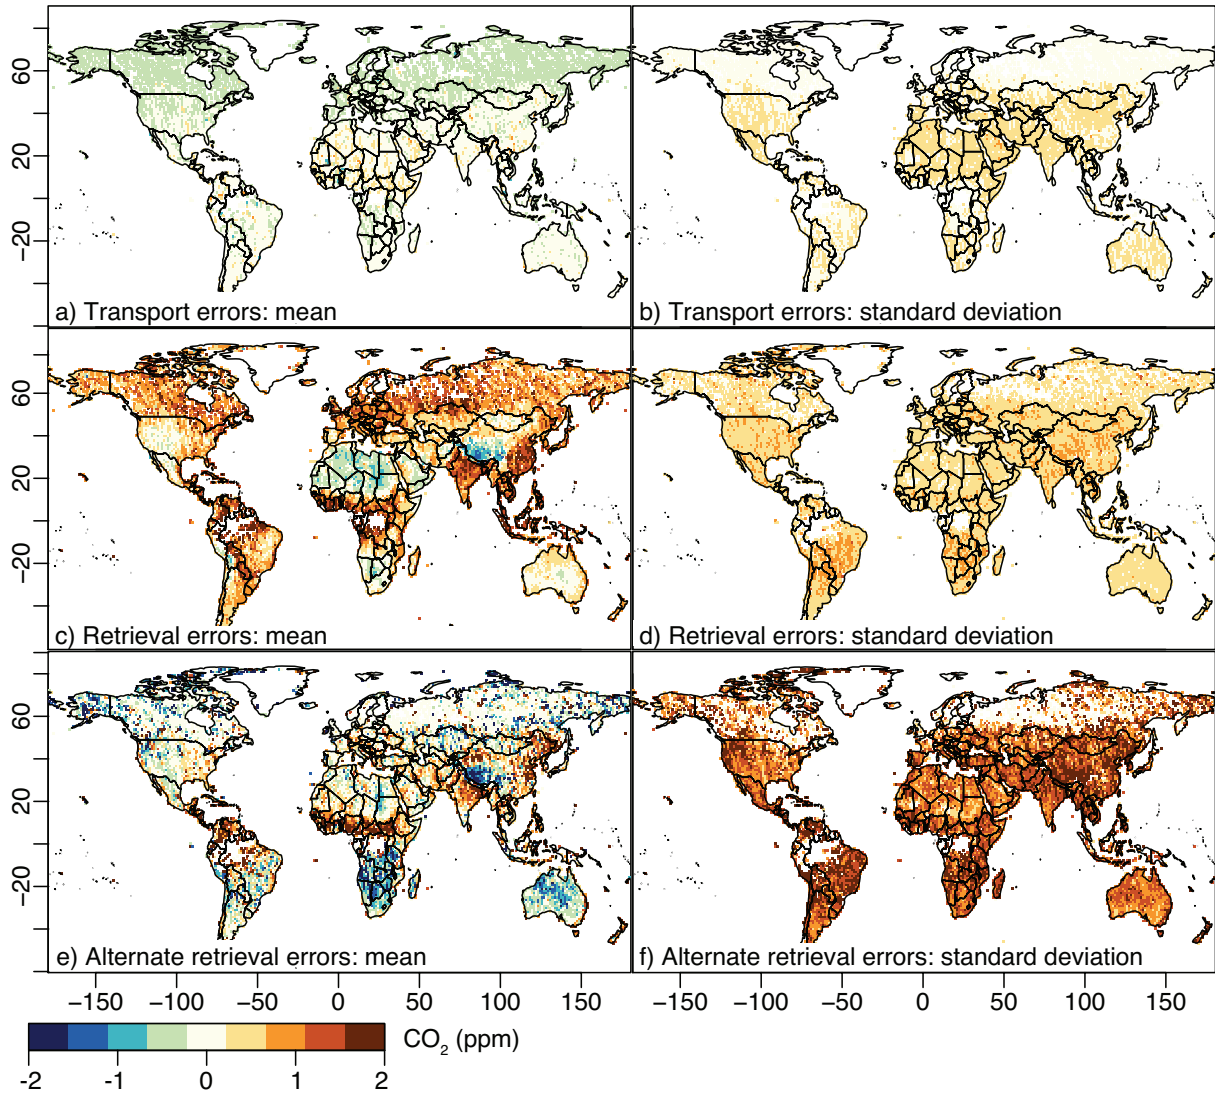 60
20
−20
a) Transport errors: mean
b) Transport errors: standard deviation
60
20
−20
c) Retrieval errors: mean
d) Retrieval errors: standard deviation
60
20
−20
e) Alternate retrieval errors: mean
f) Alternate retrieval errors: standard deviation
−150 −100 −50 0 50 100 150
−150 −100 −50 0 50 100 150
CO2 (ppm)
-2 -1 0 1 2